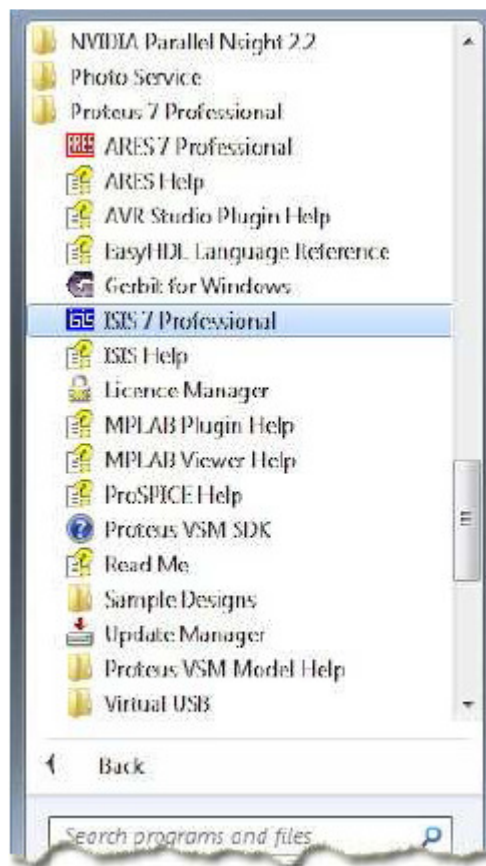 NVIDIA Parallel Nsight 2.2
Photo Service
Proteus 7 Professional
ARES 7 Professional
ARES Help
AVR Studio Plugin Help
EasyHDL Language Reference
Gerbit for Windows
ISIS 7 Professional
ISIS Help
Licence Manager
MPLAB Plugin Help
MPLAB Viewer Help
ProSPICE Help
Proteus VSM SDK
Read Me
Sample Designs
Update Manager
Proteus VSM Model Help
Virtual USB
Back
Search programs and files